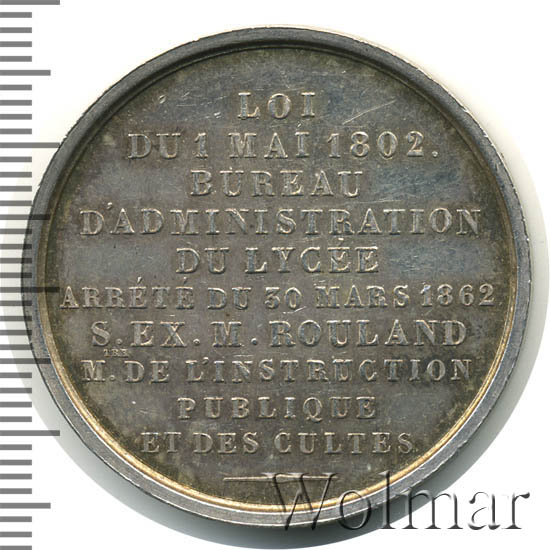 LOI
DU 1 MAI 1802.
BUREAU
D'ADMINISTRATION
DU LYCÉE
ARRÊTÉ DU 30 MARS 1862
S. EX. M. ROULAND
M. DE L'INSTRUCTION
PUBLIQUE
ET DES CULTES
Wolmar